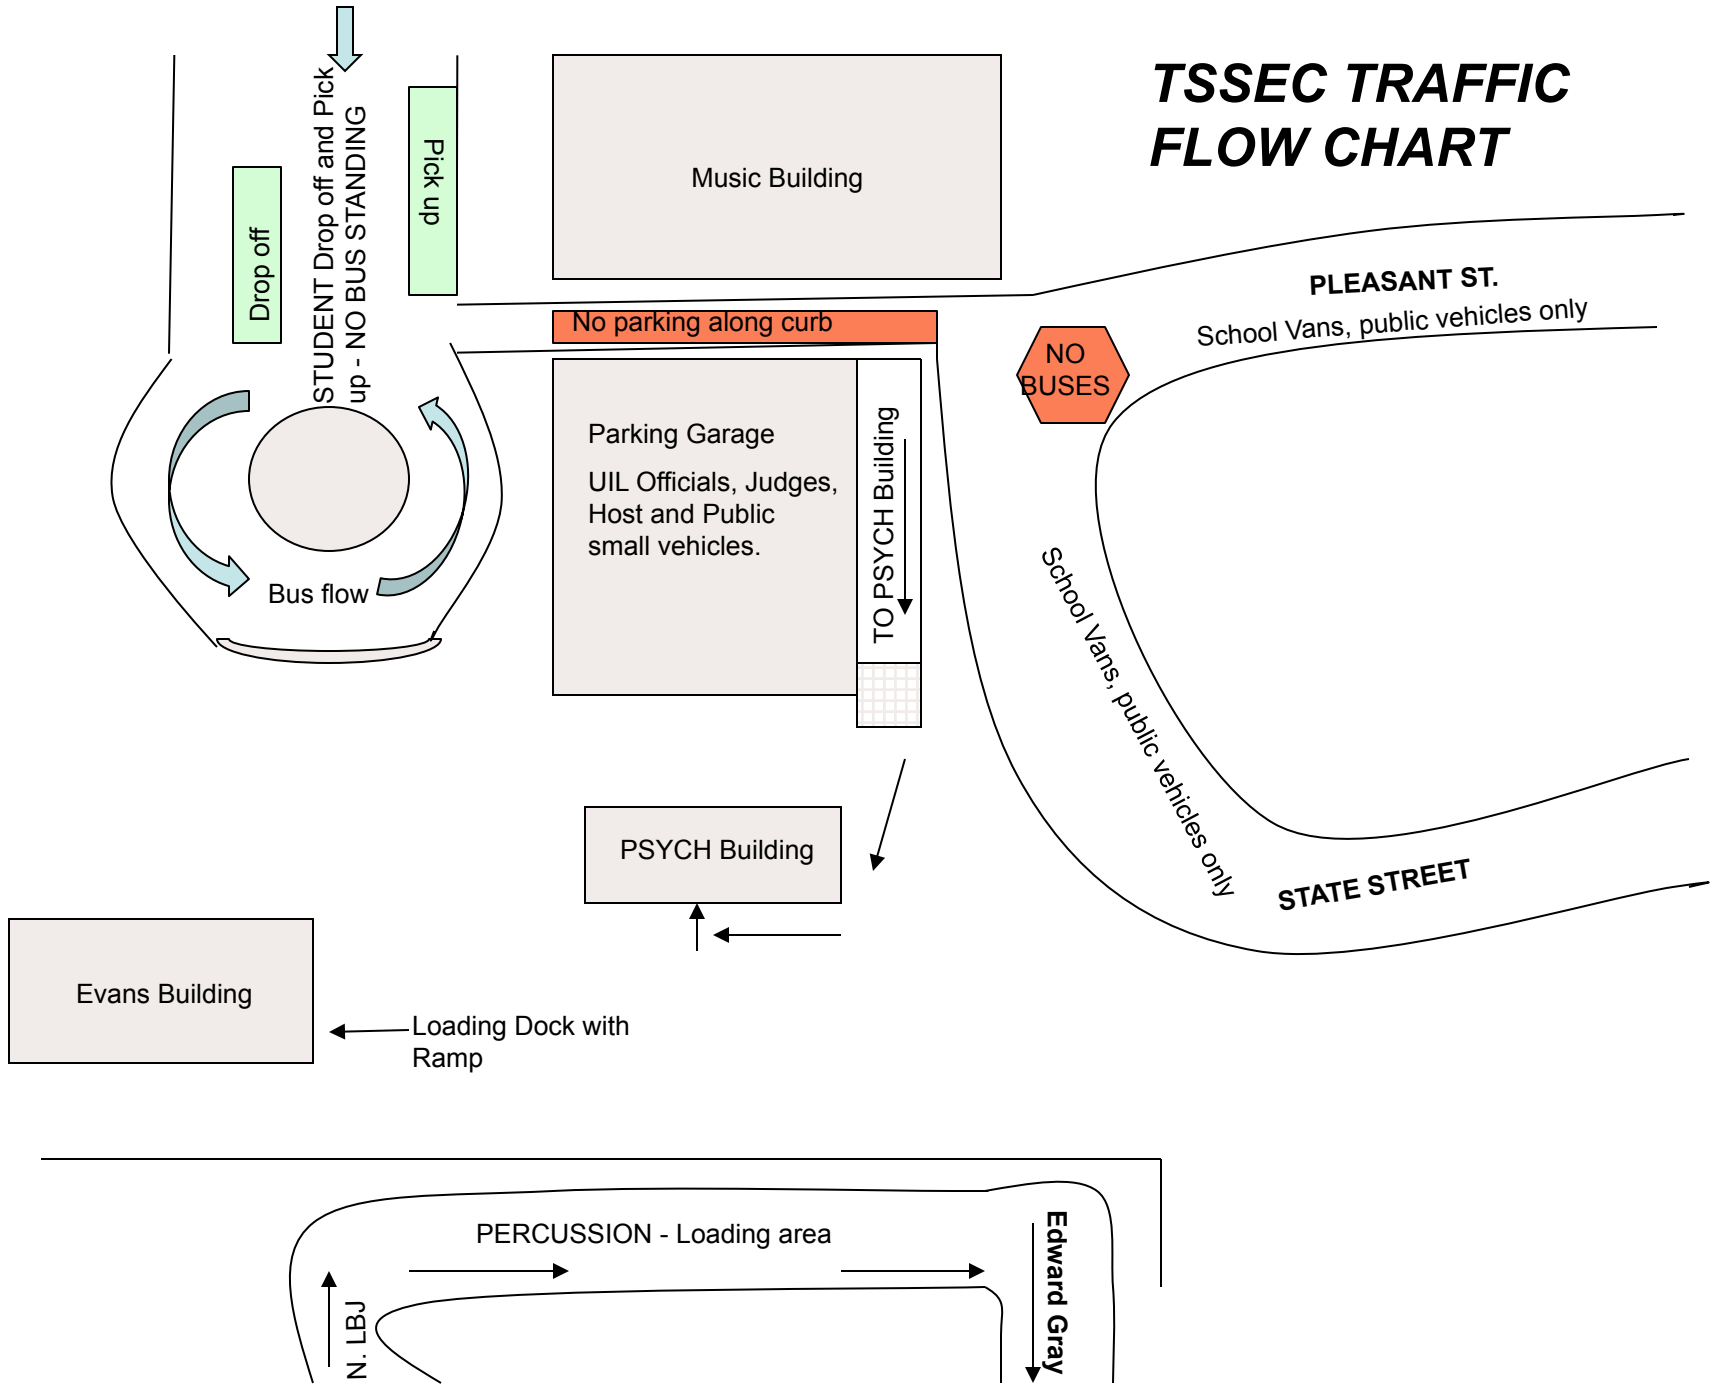 TSSEC TRAFFIC
FLOW CHART
STUDENT Drop off and Pick
up - NO BUS STANDING
Pick up
Drop off
Music Building
PLEASANT ST.
School Vans, public vehicles only
No parking along curb
NO
BUSES
Parking Garage
UIL Officials, Judges,
Host and Public
small vehicles.
TO PSYCH Building
Bus flow
School Vans, public vehicles only
PSYCH Building
STATE STREET
Evans Building
Loading Dock with
Ramp
PERCUSSION - Loading area
Edward Gray
N. LBJ